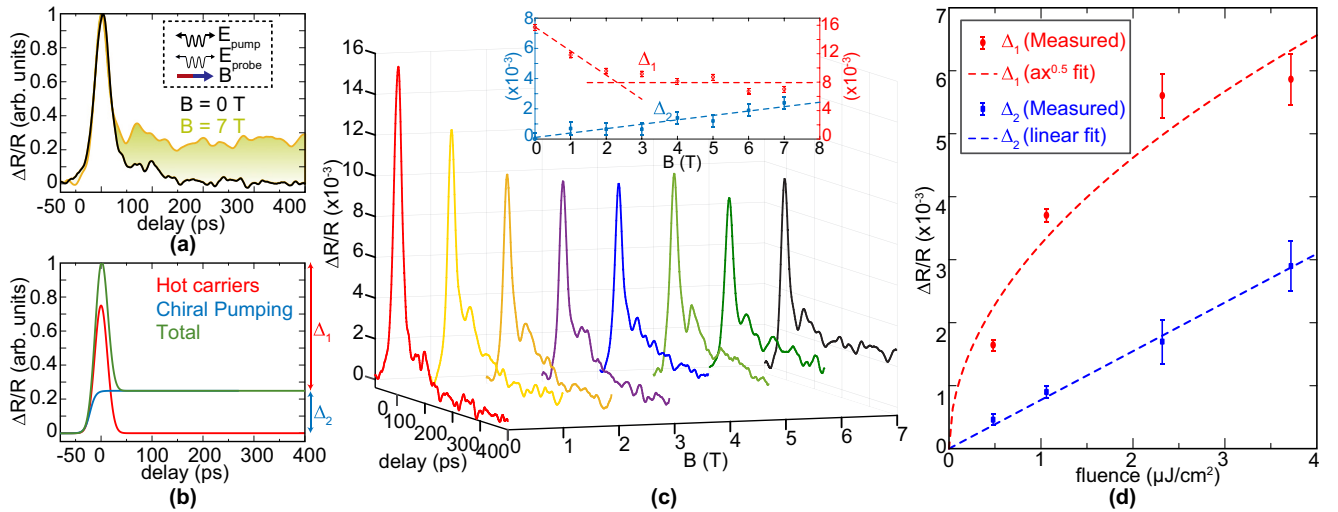 ΔR/R (arb. units)
1
0.8
0.6
0.4
0.2
0
E_pump
E_probe
B
B = 0 T
B = 7 T
-50 0 100 200 300 400
delay (ps)
(a)
ΔR/R (arb. units)
1
0.8
0.6
0.4
0.2
0
Hot carriers
Chiral Pumping
Total
Δ₁
Δ₂
-50 0 100 200 300 400
delay (ps)
(b)
ΔR/R (x10⁻³)
16
14
12
10
8
6
4
2
0
0
100
200
300
400
delay (ps)
0 1 2 3 4 5 6 7
B (T)
(x10⁻³)
8
6
4
2
0
Δ₁
Δ₂
16
12
8
4
0
(x10⁻³)
0 1 2 3 4 5 6 7 8
B (T)
(c)
ΔR/R (x10⁻³)
7
6
5
4
3
2
1
0
Δ₁ (Measured)
Δ₁ (ax⁰·⁵ fit)
Δ₂ (Measured)
Δ₂ (linear fit)
0 1 2 3 4
fluence (μJ/cm²)
(d)